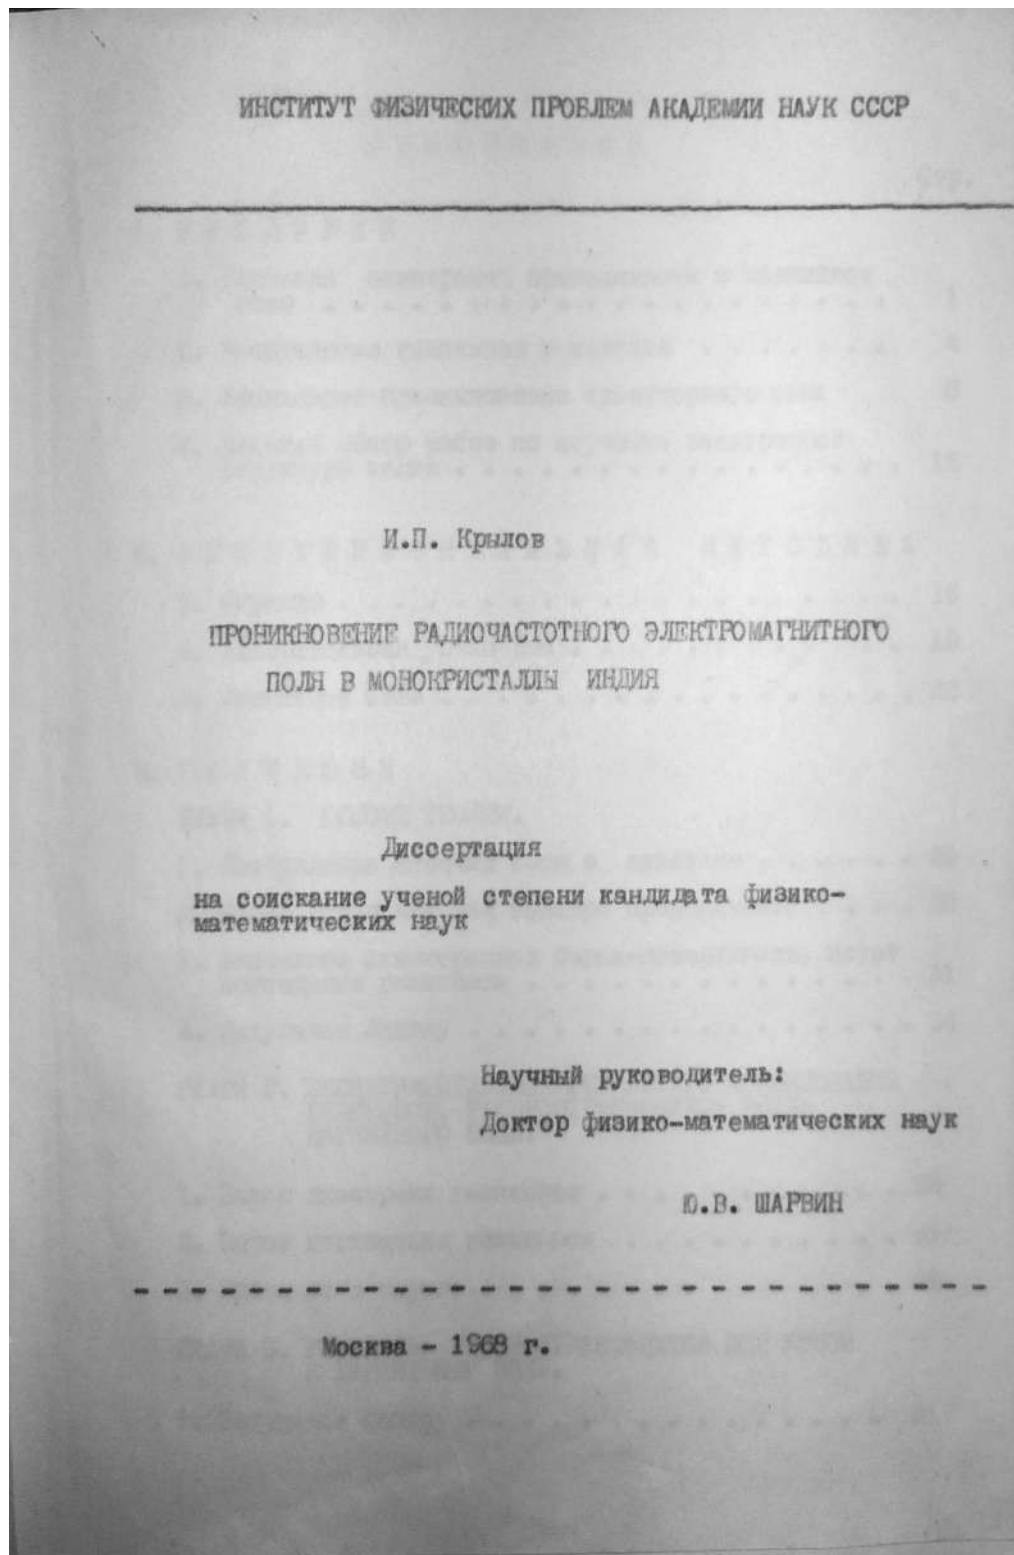 ИНСТИТУТ ФИЗИЧЕСКИХ ПРОБЛЕМ АКАДЕМИИ НАУК СССР
И.П. Крылов
ПРОНИКНОВЕНИЕ РАДИОЧАСТОТНОГО ЭЛЕКТРОМАГНИТНОГО
ПОЛЯ В МОНОКРИСТАЛЛЫ ИНДИЯ
Диссертация
на соискание ученой степени кандидата физико-
математических наук
Научный руководитель:
Доктор физико-математических наук
Ю.В. ШАРВИН
Москва - 1968 г.